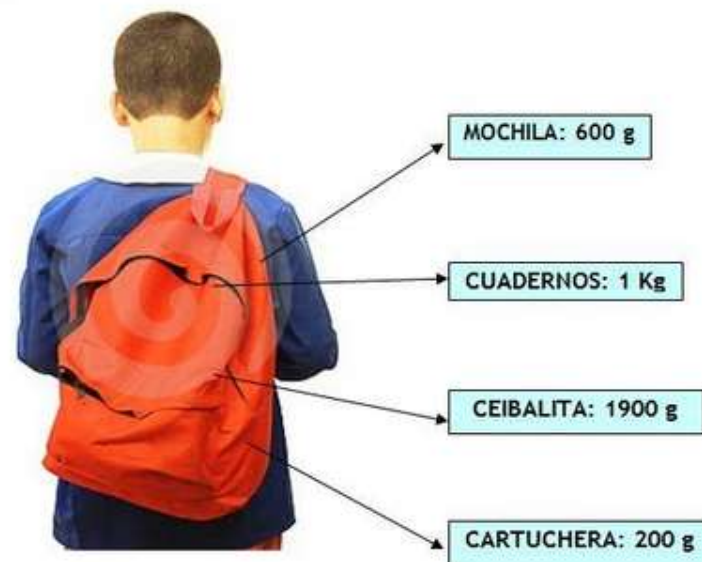 MOCHILA: 600 g
CUADERNOS: 1 Kg
CEIBALITA: 1900 g
CARTUCHERA: 200 g